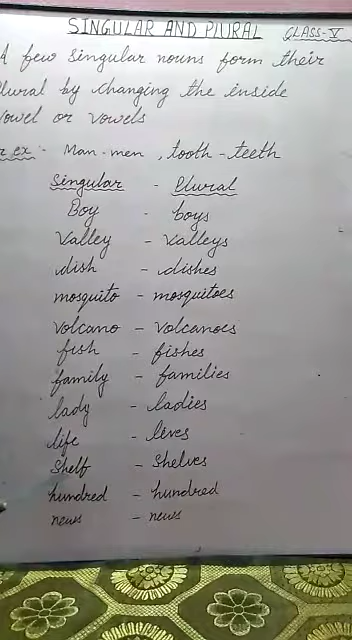 SINGULAR AND PLURAL CLASS-V
A few singular nouns form their
plural by changing the inside
vowel or vowels
ex:- Man-men, tooth-teeth
Singular - Plural
Boy - boys
Valley - valleys
dish - dishes
mosquito - mosquitoes
Volcano - volcanoes
fish - fishes
family - families
lady - ladies
life - lives
Shelf - Shelves
hundred - hundred
news - news